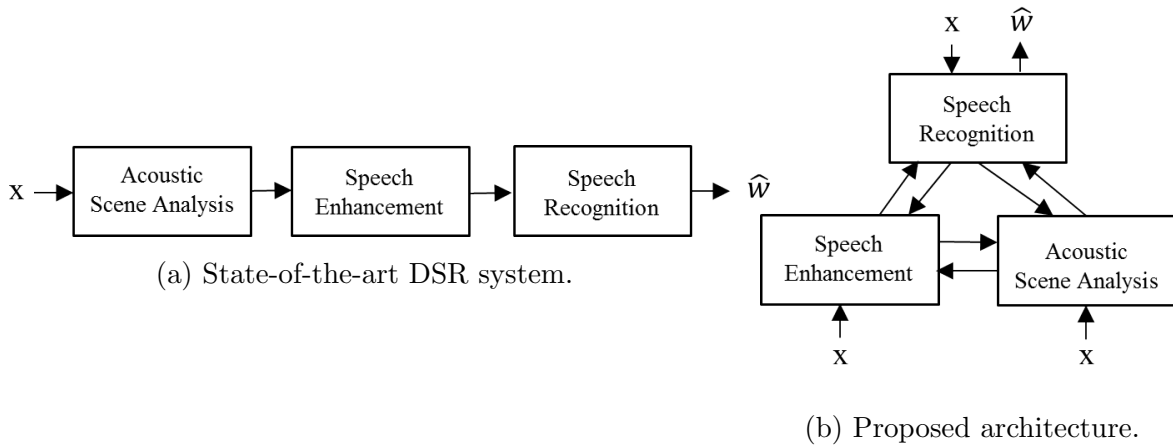 x
Acoustic
Scene Analysis
Speech
Enhancement
Speech
Recognition
ŵ
(a) State-of-the-art DSR system.
x
ŵ
Speech
Recognition
Speech
Enhancement
Acoustic
Scene Analysis
x
x
(b) Proposed architecture.